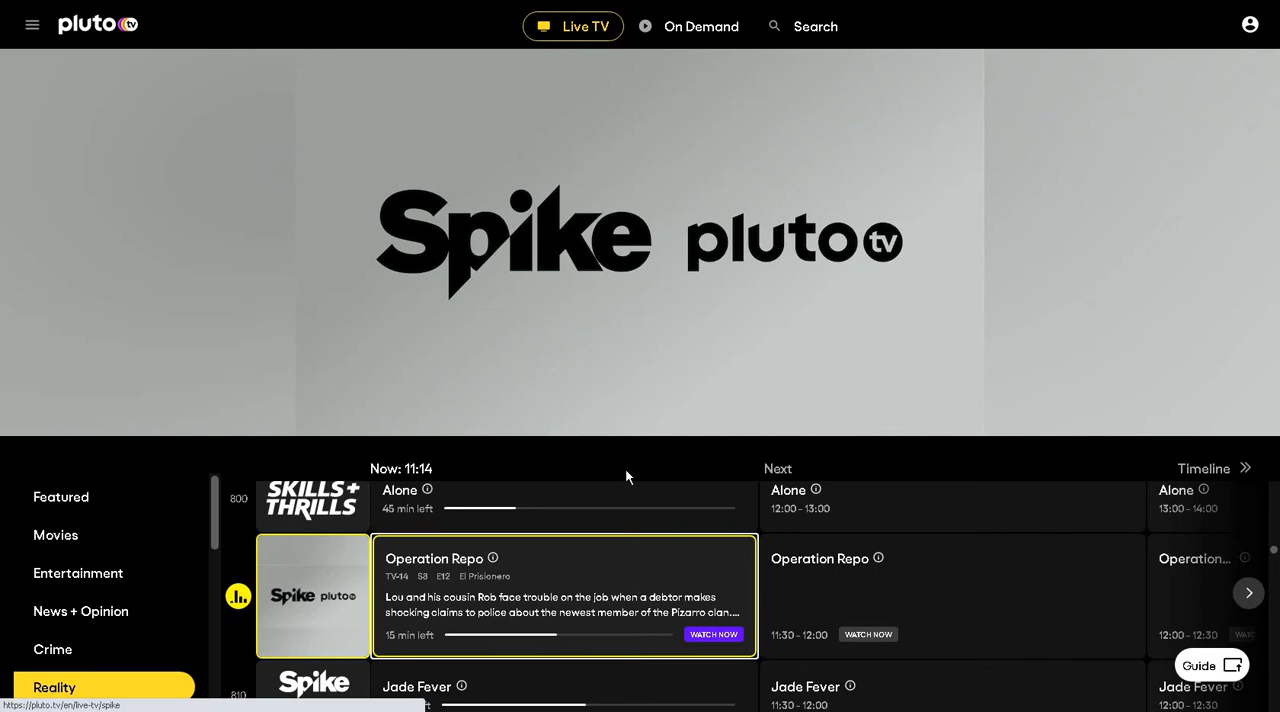 pluto tv
Live TV
On Demand
Search
Spike pluto tv
Now: 11:14
Next
Timeline
Featured
Movies
Entertainment
News + Opinion
Crime
Reality
800
SKILLS+
THRILLS
Alone
45 min left
Alone
12:00 – 13:00
Alone
13:00 – 14:00
Spike pluto tv
Operation Repo
TV-14 S3 E12 El Prisionero
Lou and his cousin Rob face trouble on the job when a debtor makes
shocking claims to police about the newest member of the Pizarro clan....
15 min left
WATCH NOW
Operation Repo
11:30 – 12:00
WATCH NOW
Operation...
12:00 – 12:30
810
Spike
Jade Fever
Jade Fever
11:30 – 12:00
Jade Fever
12:00 – 12:30
Guide
https://pluto.tv/en/live-tv/spike